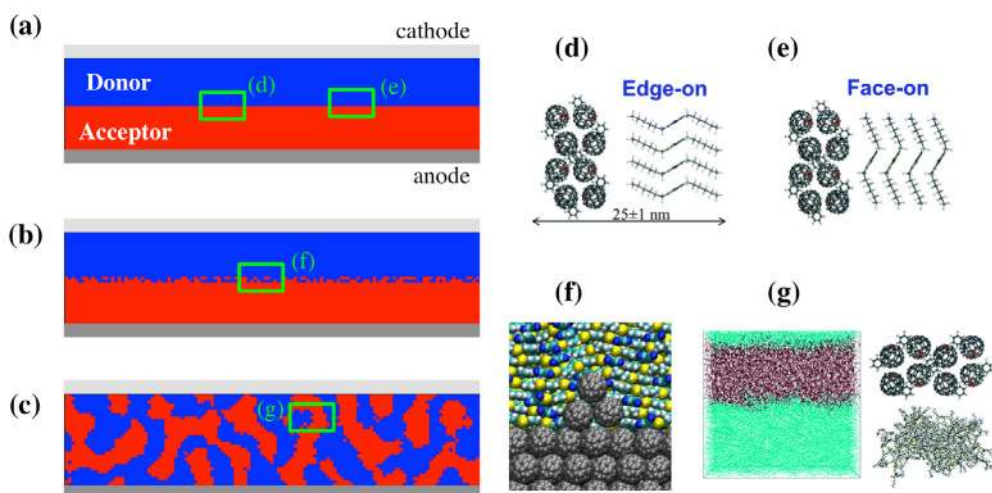 (a)
cathode
Donor
(d)
(e)
Acceptor
anode
(b)
(f)
(c)
(g)
(d)
Edge-on
25±1 nm
(e)
Face-on
(f)
(g)